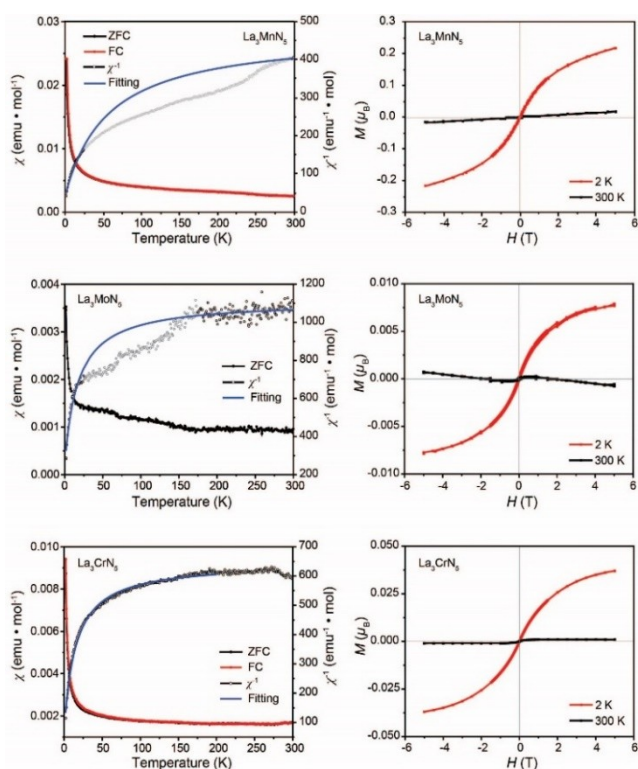 0.03
0.02
0.01
0.00
χ (emu • mol⁻¹)
ZFC
FC
χ⁻¹
Fitting
La₃MnN₅
500
400
300
200
100
0
χ⁻¹ (emu⁻¹ • mol)
0 50 100 150 200 250 300
Temperature (K)
0.3
0.2
0.1
0.0
-0.1
-0.2
-0.3
M (μB)
La₃MnN₅
2 K
300 K
-6 -4 -2 0 2 4 6
H (T)
0.004
0.003
0.002
0.001
0.000
χ (emu • mol⁻¹)
La₃MoN₅
ZFC
χ⁻¹
Fitting
1200
1000
800
600
400
200
χ⁻¹ (emu⁻¹ • mol)
0 50 100 150 200 250 300
Temperature (K)
0.010
0.005
0.000
-0.005
-0.010
M (μB)
La₃MoN₅
2 K
300 K
-6 -4 -2 0 2 4 6
H (T)
0.010
0.008
0.006
0.004
0.002
χ (emu • mol⁻¹)
La₃CrN₅
ZFC
FC
χ⁻¹
Fitting
700
600
500
400
300
200
100
χ⁻¹ (emu⁻¹ • mol)
0 50 100 150 200 250 300
Temperature (K)
0.050
0.025
0.000
-0.025
-0.050
M (μB)
La₃CrN₅
2 K
300 K
-6 -4 -2 0 2 4 6
H (T)